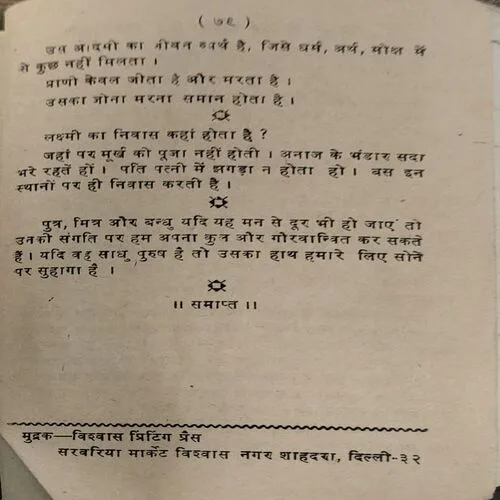 ( ७९ )
उस आदमी का जीवन व्यर्थ है, जिसे धर्म, अर्थ, मोक्ष में
से कुछ नहीं मिलता ।
प्राणी केवल जीता है और मरता है ।
उसका जीना मरना समान होता है ।
लक्ष्मी का निवास कहां होता है ?
जहां पर मूर्ख की पूजा नहीं होती । अनाज के भंडार सदा
भरे रहते हों । पति पत्नी में झगड़ा न होता हो । बस इन
स्थानों पर ही निवास करती है ।
पुत्र, मित्र और बन्धु यदि यह मन से दूर भी हो जाएं तो
उनकी संगति पर हम अपना कुल और गौरवान्वित कर सकते
हैं । यदि वह साधु पुरुष है तो उसका हाथ हमारे लिए सोने
पर सुहागा है ।
।। समाप्त ।।
मुद्रक—विश्वास प्रिंटिंग प्रैस
सरवरिया मार्केट विश्वास नगर शाहदरा, दिल्ली-३२